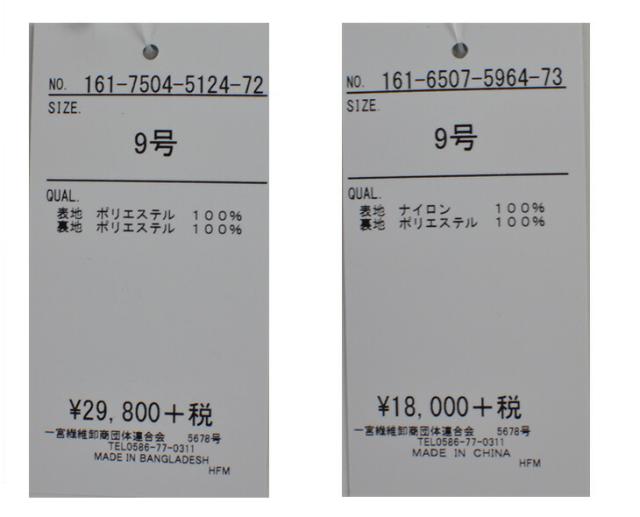 NO. 161-7504-5124-72
SIZE.
9号
QUAL.
表地 ポリエステル 100%
裏地 ポリエステル 100%
¥29,800+税
一宮繊維卸商団体連合会 5678号
TEL0586-77-0311
MADE IN BANGLADESH
HFM
NO. 161-6507-5964-73
SIZE.
9号
QUAL.
表地 ナイロン 100%
裏地 ポリエステル 100%
¥18,000+税
一宮繊維卸商団体連合会 5678号
TEL0586-77-0311
MADE IN CHINA
HFM